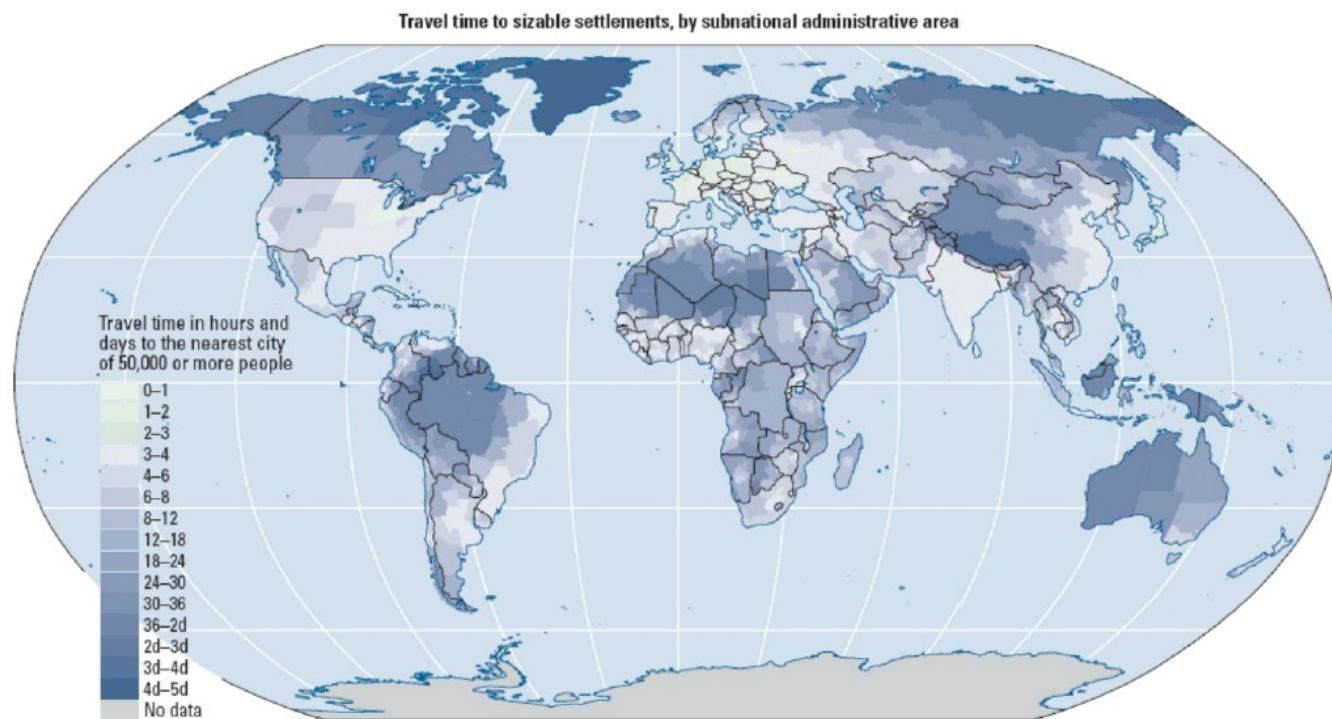 Travel time to sizable settlements, by subnational administrative area
Travel time in hours and
days to the nearest city
of 50,000 or more people
0–1
1–2
2–3
3–4
4–6
6–8
8–12
12–18
18–24
24–30
30–36
36–2d
2d–3d
3d–4d
4d–5d
No data